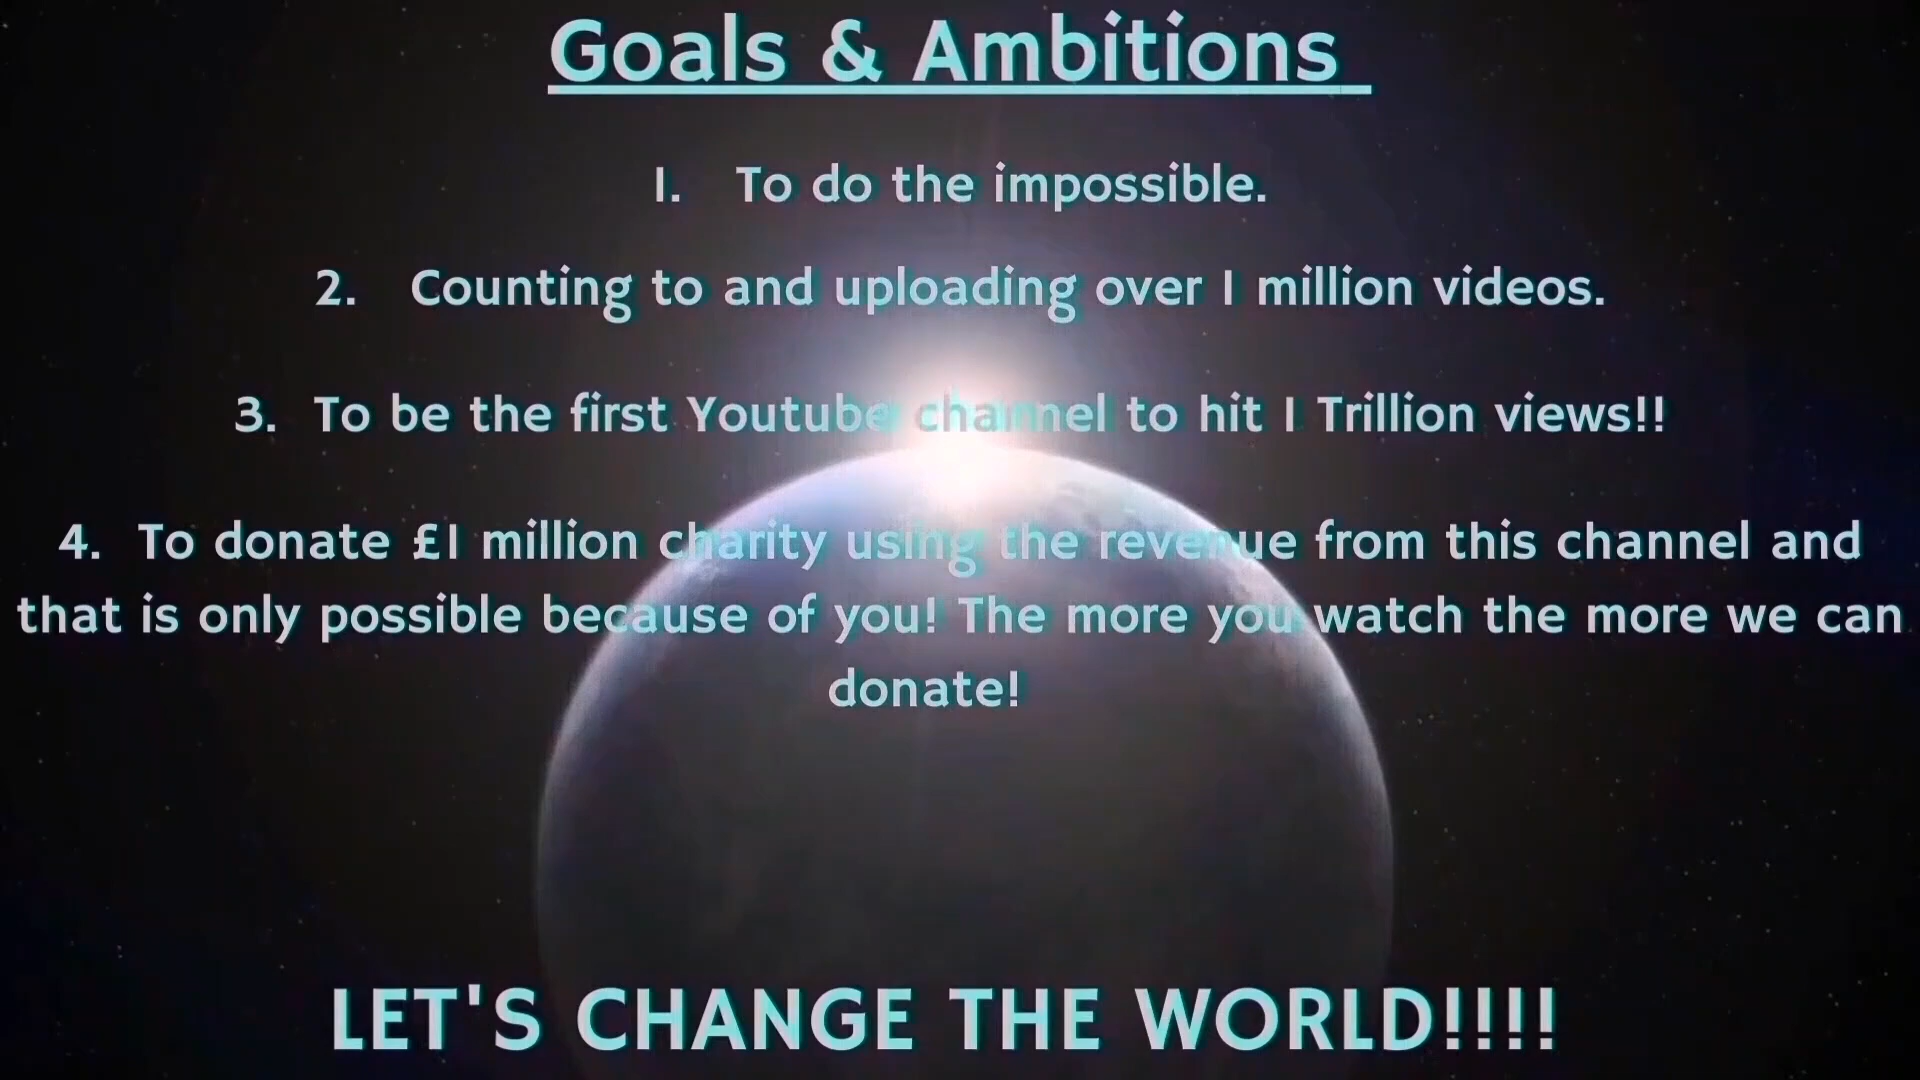 Goals & Ambitions
1. To do the impossible.
2. Counting to and uploading over 1 million videos.
3. To be the first Youtube channel to hit 1 Trillion views!!
4. To donate £1 million charity using the revenue from this channel and
that is only possible because of you! The more you watch the more we can
donate!
LET'S CHANGE THE WORLD!!!!